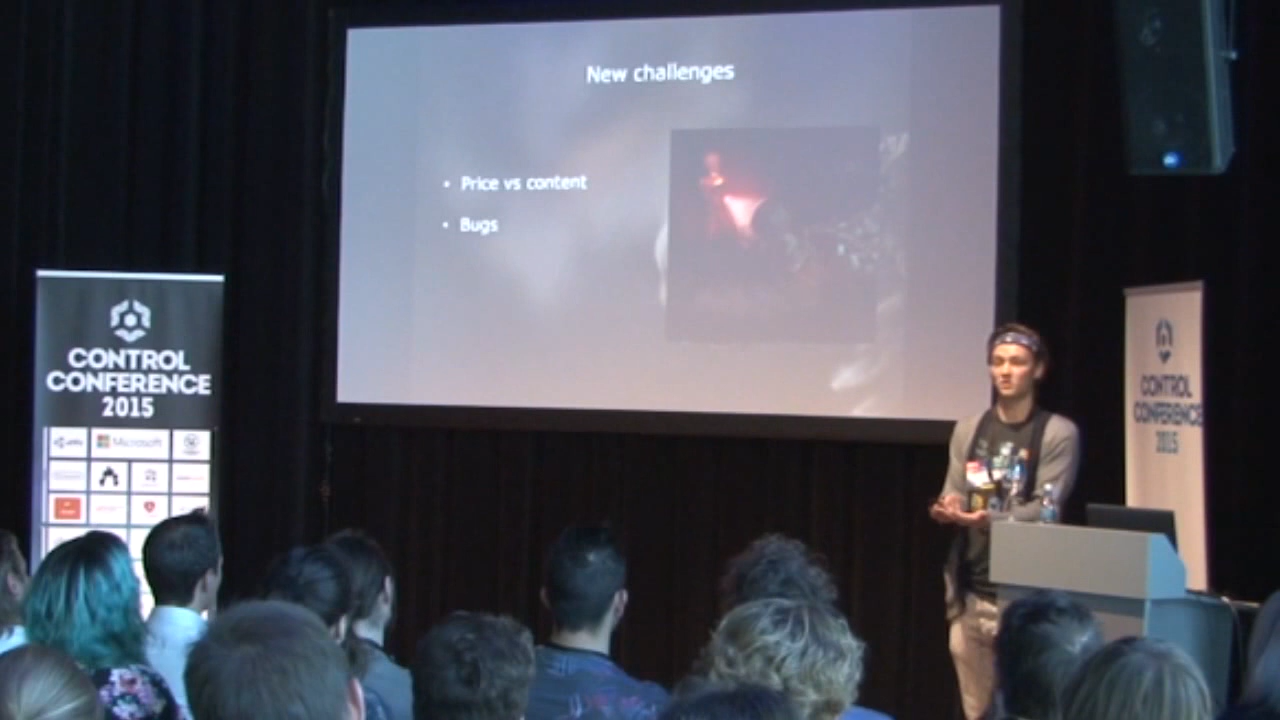 New challenges
• Price vs content
• Bugs
CONTROL
CONFERENCE
2015
Microsoft
CONTROL
CONFERENCE
2015